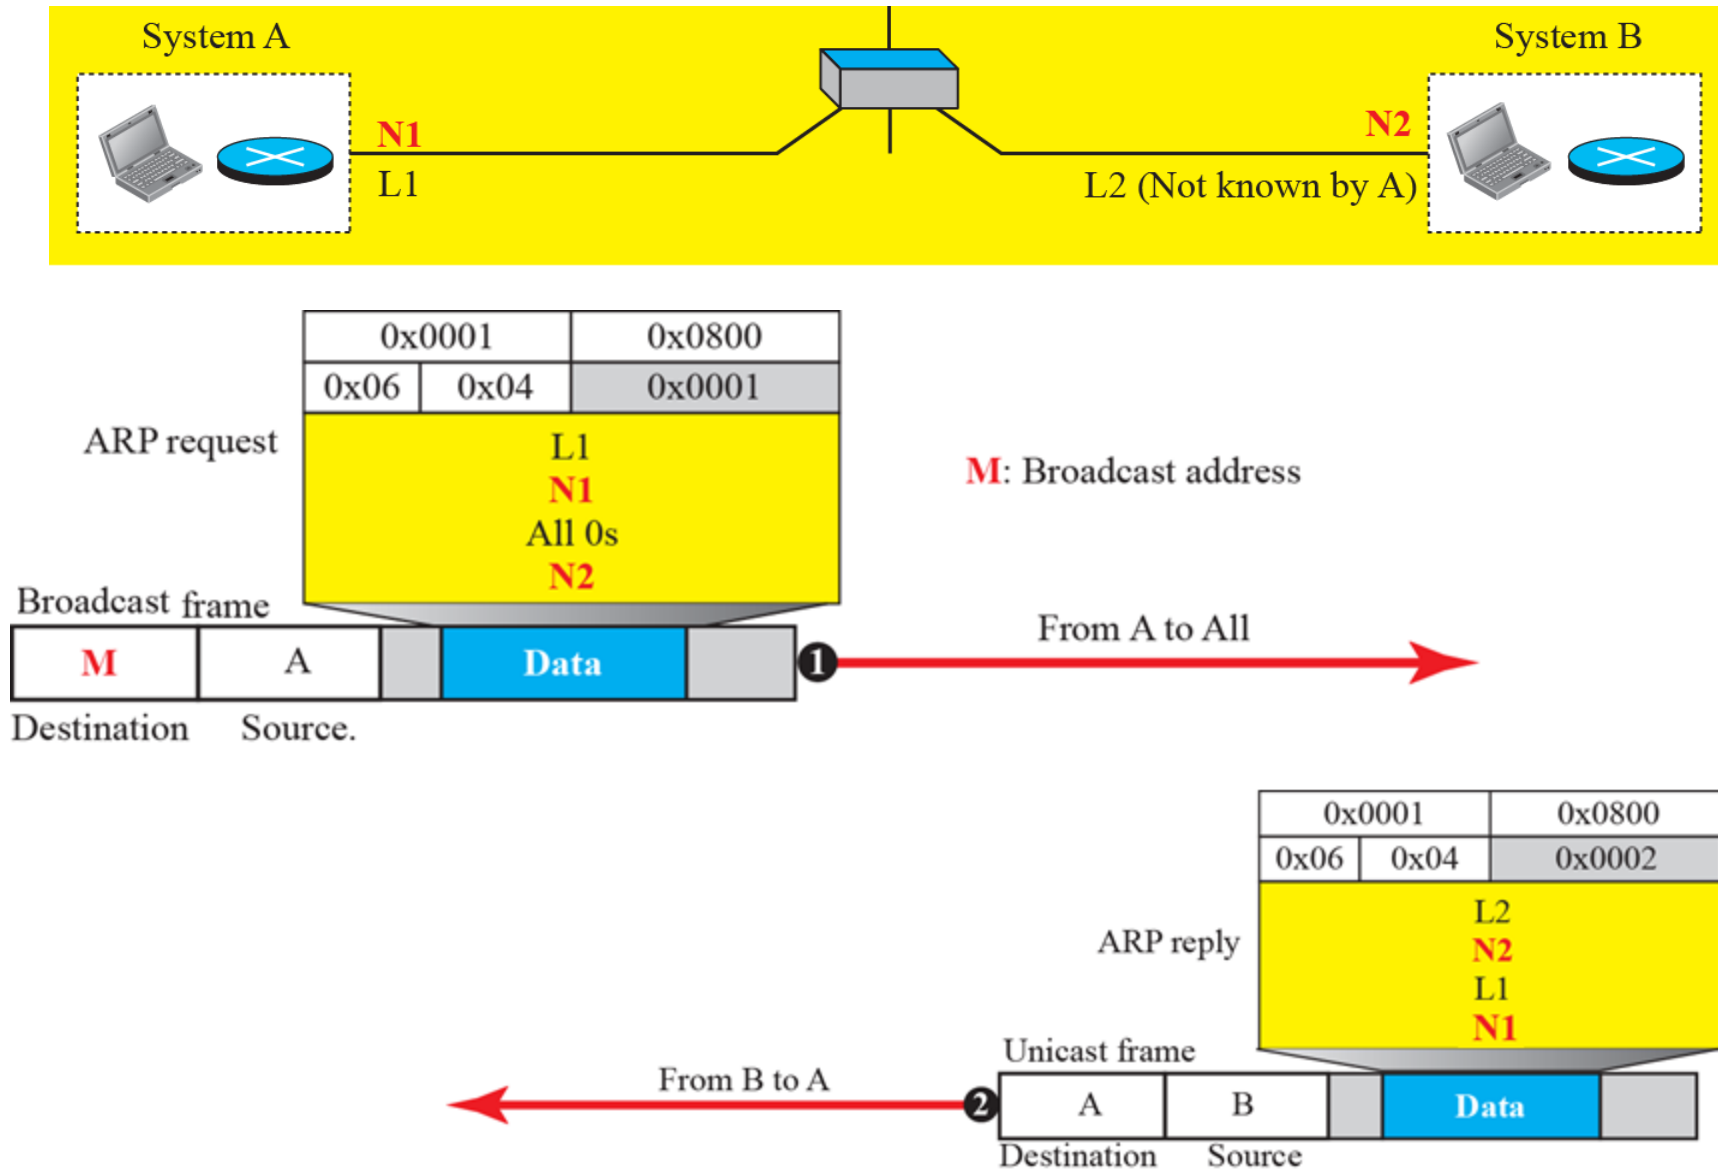 System A
System B
N1
N2
L1
L2 (Not known by A)
0x0001 0x0800
0x06 0x04 0x0001
ARP request
L1
N1
All 0s
N2
M: Broadcast address
Broadcast frame
M A Data 1
From A to All
Destination Source.
0x0001 0x0800
0x06 0x04 0x0002
ARP reply
L2
N2
L1
N1
Unicast frame
From B to A
2 A B Data
Destination Source